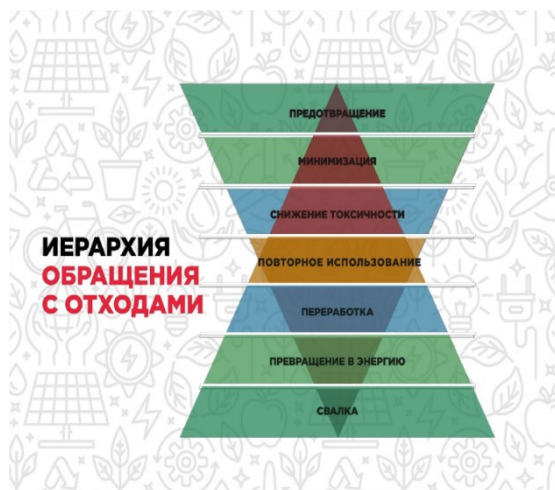 ПРЕДОТВРАЩЕНИЕ
МИНИМИЗАЦИЯ
СНИЖЕНИЕ ТОКСИЧНОСТИ
ИЕРАРХИЯ
ОБРАЩЕНИЯ
С ОТХОДАМИ
ПОВТОРНОЕ ИСПОЛЬЗОВАНИЕ
ПЕРЕРАБОТКА
ПРЕВРАЩЕНИЕ В ЭНЕРГИЮ
СВАЛКА